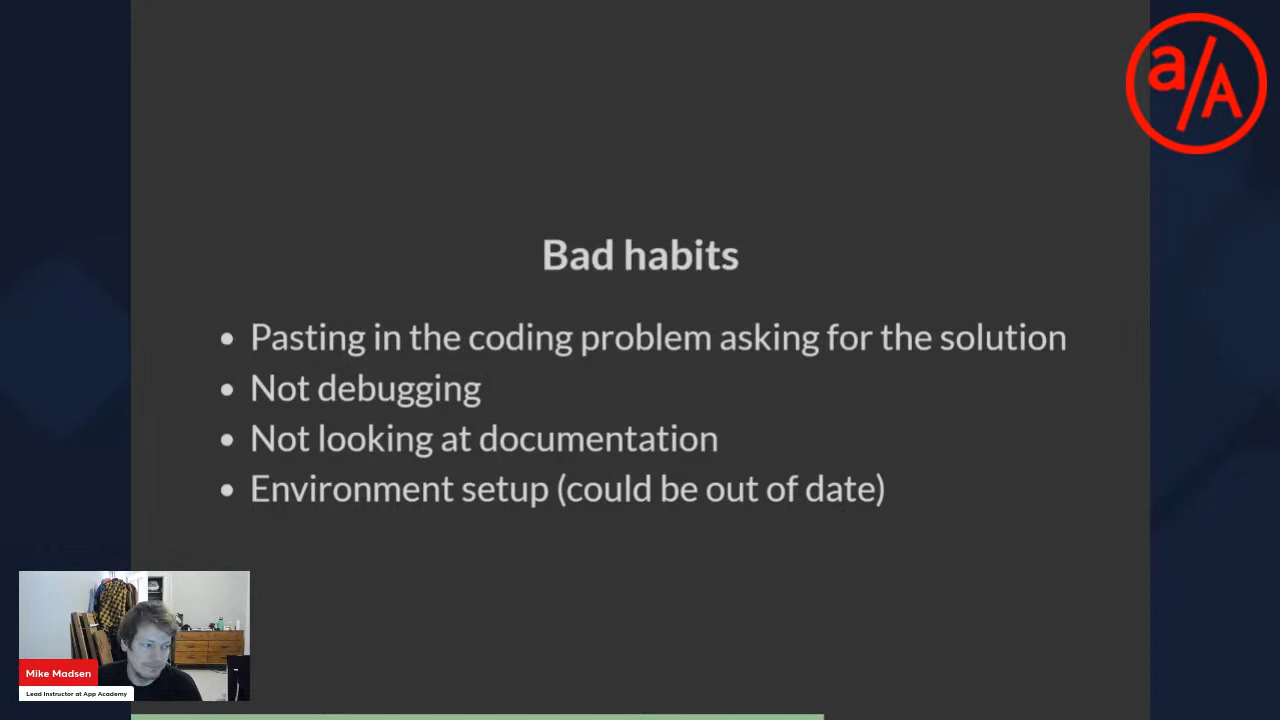 a/A
Bad habits
Pasting in the coding problem asking for the solution
Not debugging
Not looking at documentation
Environment setup (could be out of date)
Mike Madsen
Lead Instructor at App Academy